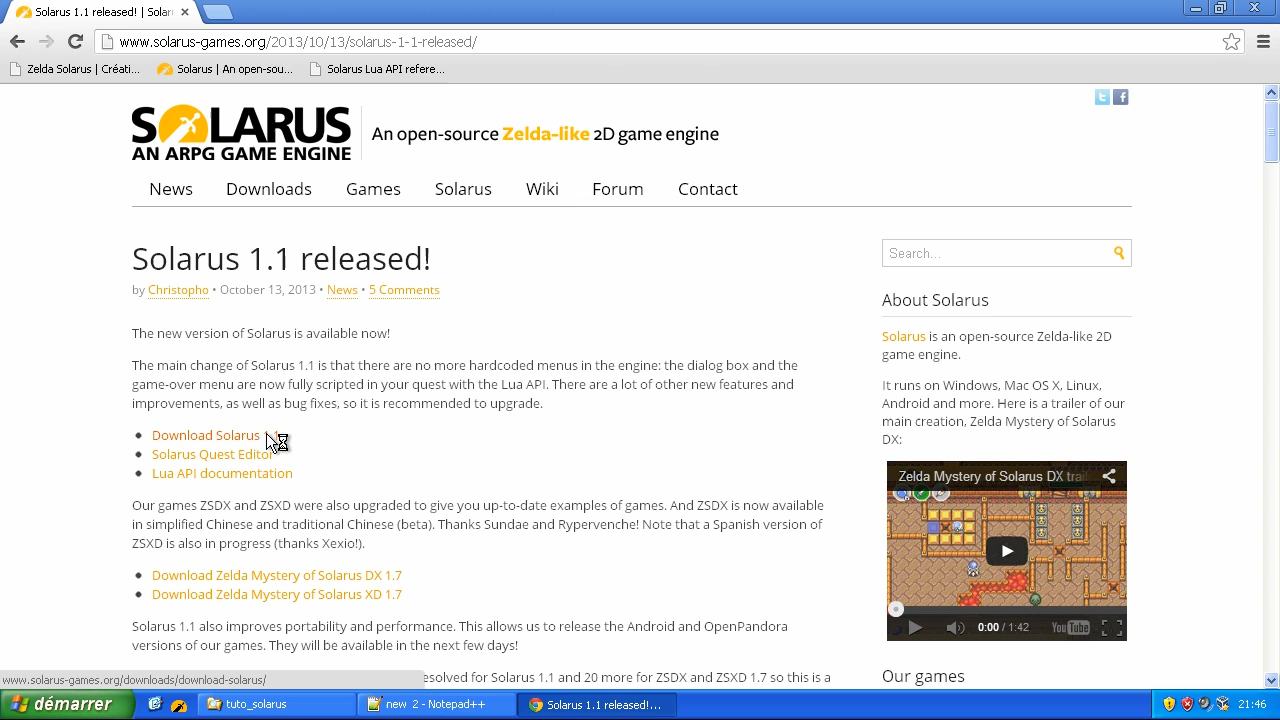 Solarus 1.1 released! | Solar
www.solarus-games.org/2013/10/13/solarus-1-1-released/
Zelda Solarus | Créati...
Solarus | An open-sou...
Solarus Lua API refere...
SOLARUS
AN ARPG GAME ENGINE
An open-source Zelda-like 2D game engine
News Downloads Games Solarus Wiki Forum Contact
Solarus 1.1 released!
by Christopho • October 13, 2013 • News • 5 Comments
The new version of Solarus is available now!
The main change of Solarus 1.1 is that there are no more hardcoded menus in the engine: the dialog box and the
game-over menu are now fully scripted in your quest with the Lua API. There are a lot of other new features and
improvements, as well as bug fixes, so it is recommended to upgrade.
Download Solarus 1.1
Solarus Quest Editor
Lua API documentation
Our games ZSDX and ZSXD were also upgraded to give you up-to-date examples of games. And ZSDX is now available
in simplified Chinese and traditional Chinese (beta). Thanks Sundae and Rypervenche! Note that a Spanish version of
ZSXD is also in progress (thanks Xexio!).
Download Zelda Mystery of Solarus DX 1.7
Download Zelda Mystery of Solarus XD 1.7
Solarus 1.1 also improves portability and performance. This allows us to release the Android and OpenPandora
versions of our games. They will be available in the next few days!
esolved for Solarus 1.1 and 20 more for ZSDX and ZSXD 1.7 so this is a
Search...
About Solarus
Solarus is an open-source Zelda-like 2D
game engine.
It runs on Windows, Mac OS X, Linux,
Android and more. Here is a trailer of our
main creation, Zelda Mystery of Solarus
DX:
Zelda Mystery of Solarus DX trai
0:00 / 1:42
YouTube
Our games
www.solarus-games.org/downloads/download-solarus/
démarrer
tuto_solarus
new 2 - Notepad++
Solarus 1.1 released!...
21:46